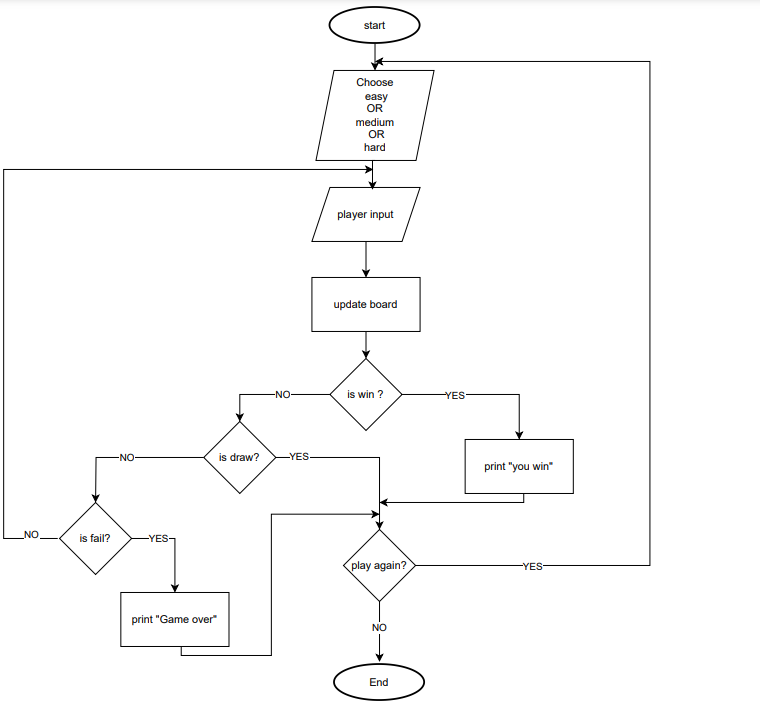 start
Choose
easy
OR
medium
OR
hard
player input
update board
is win ?
NO
YES
is draw?
NO
YES
print "you win"
is fail?
NO
YES
play again?
YES
print "Game over"
NO
End